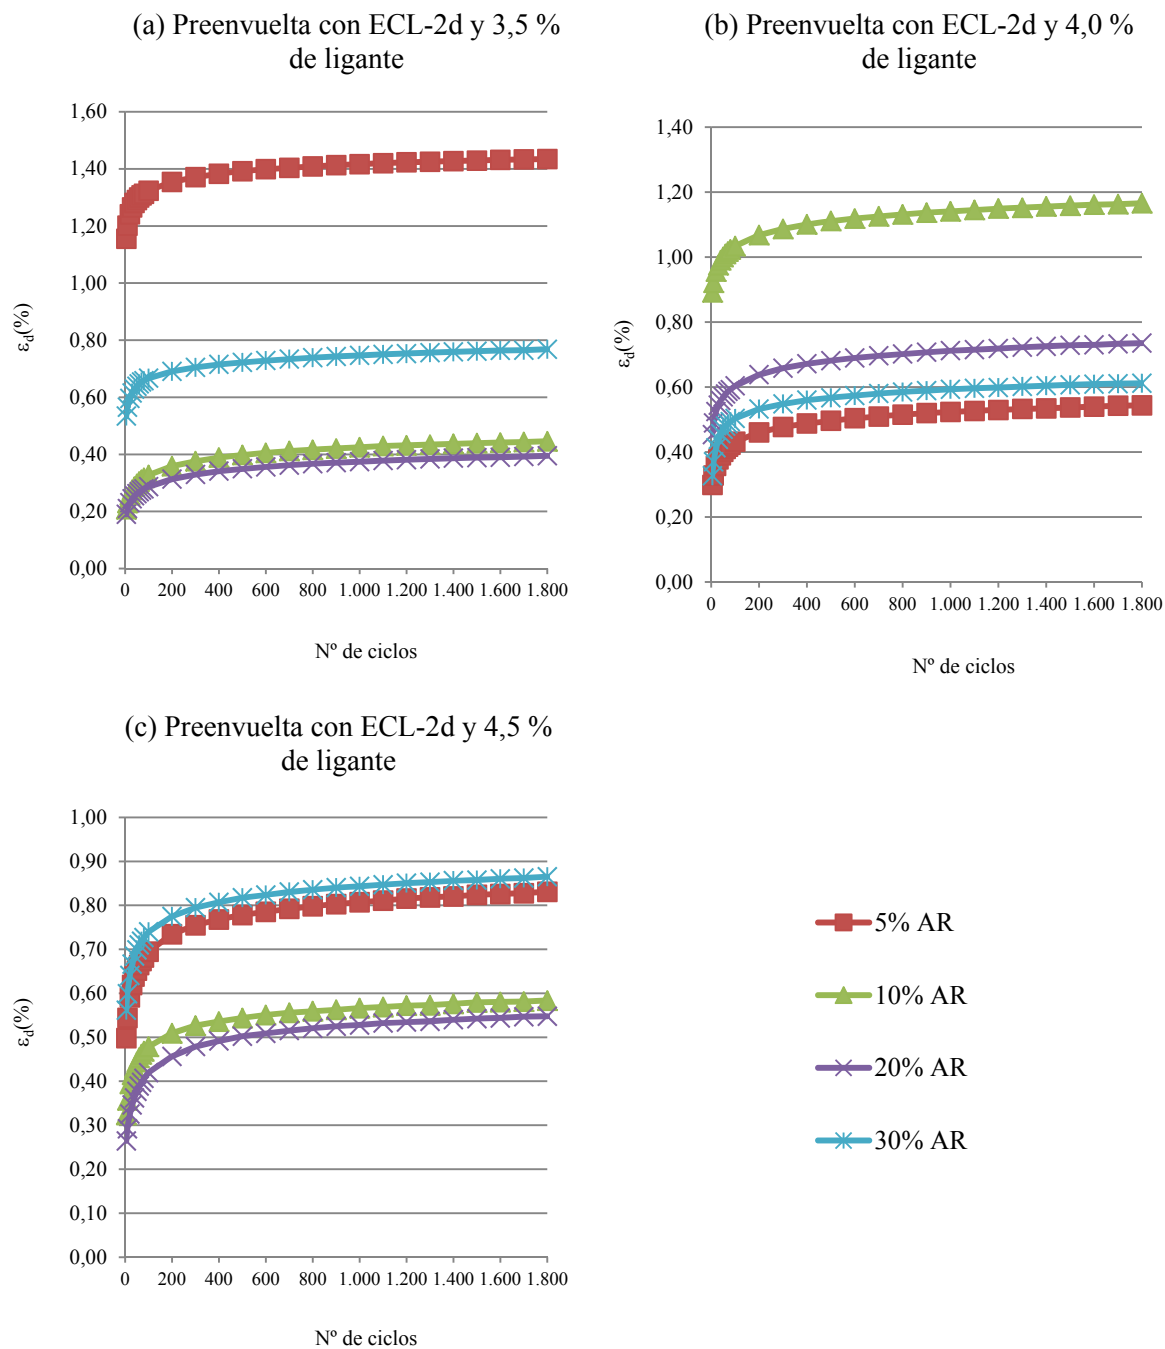 (a) Preenvuelta con ECL-2d y 3,5 %
de ligante
1,60
1,40
1,20
1,00
0,80
0,60
0,40
0,20
0,00
εd(%)
0 200 400 600 800 1.000 1.200 1.400 1.600 1.800
Nº de ciclos
(b) Preenvuelta con ECL-2d y 4,0 %
de ligante
1,40
1,20
1,00
0,80
0,60
0,40
0,20
0,00
εd(%)
0 200 400 600 800 1.000 1.200 1.400 1.600 1.800
Nº de ciclos
(c) Preenvuelta con ECL-2d y 4,5 %
de ligante
1,00
0,90
0,80
0,70
0,60
0,50
0,40
0,30
0,20
0,10
0,00
εd(%)
0 200 400 600 800 1.000 1.200 1.400 1.600 1.800
Nº de ciclos
5% AR
10% AR
20% AR
30% AR